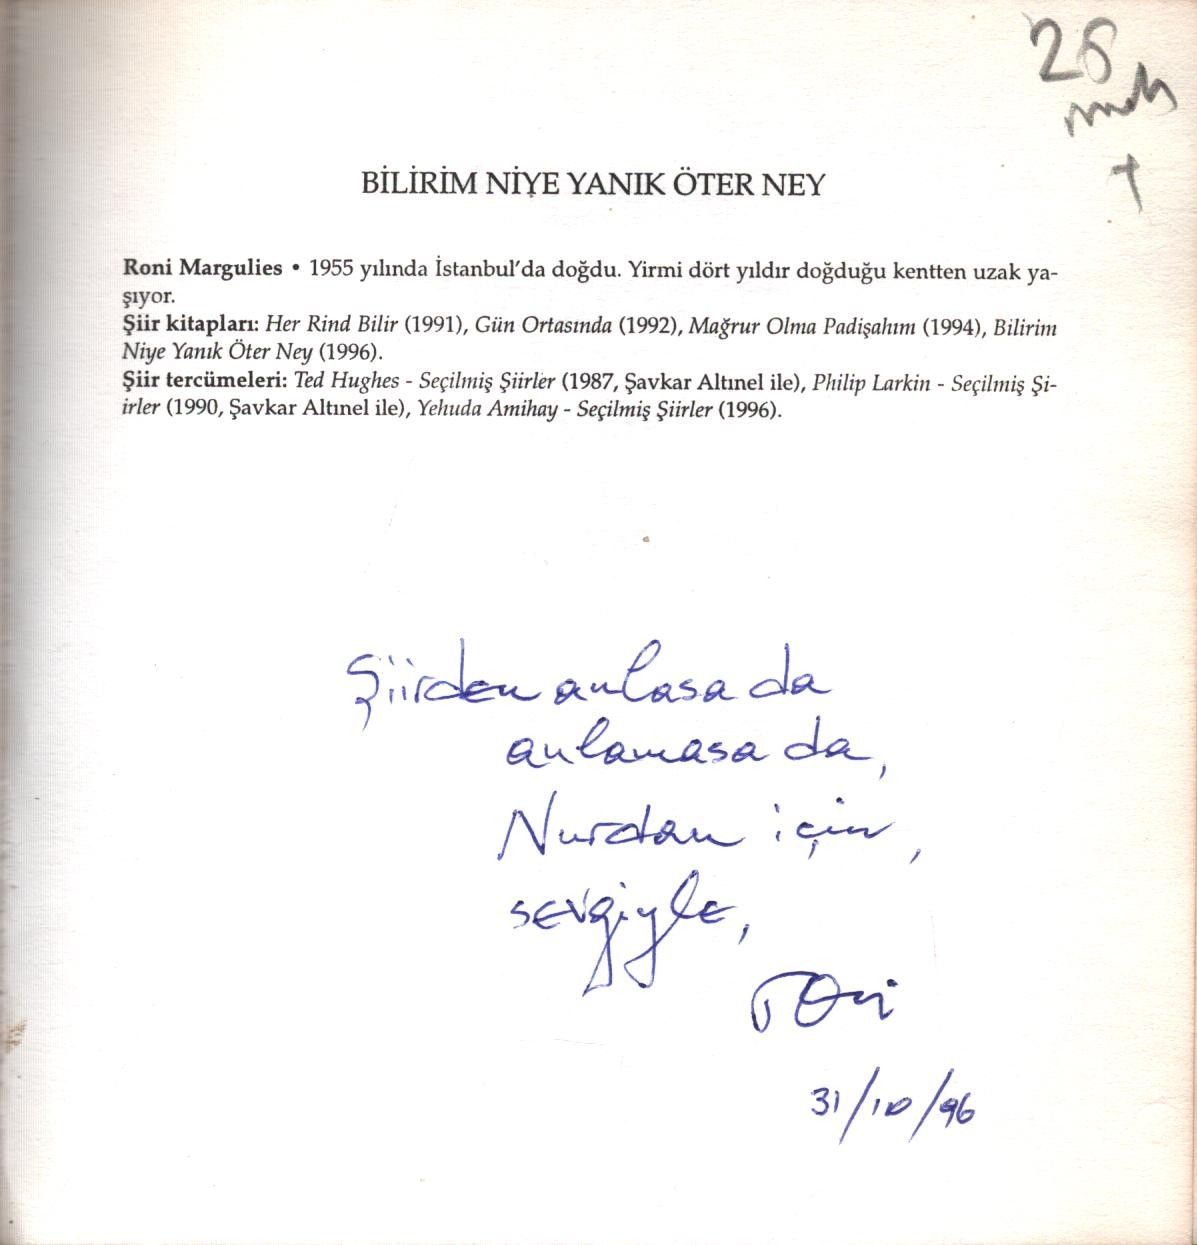 28
+
BİLİRİM NİYE YANIK ÖTER NEY
Roni Margulies • 1955 yılında İstanbul'da doğdu. Yirmi dört yıldır doğduğu kentten uzak ya-
şıyor.
Şiir kitapları: Her Rind Bilir (1991), Gün Ortasında (1992), Mağrur Olma Padişahım (1994), Bilirim
Niye Yanık Öter Ney (1996).
Şiir tercümeleri: Ted Hughes - Seçilmiş Şiirler (1987, Şavkar Altınel ile), Philip Larkin - Seçilmiş Şi-
irler (1990, Şavkar Altınel ile), Yehuda Amihay - Seçilmiş Şiirler (1996).
Şiirden anlasa da
anlamasa da,
Nurdan için,
sevgiyle,
Roni
31/10/96